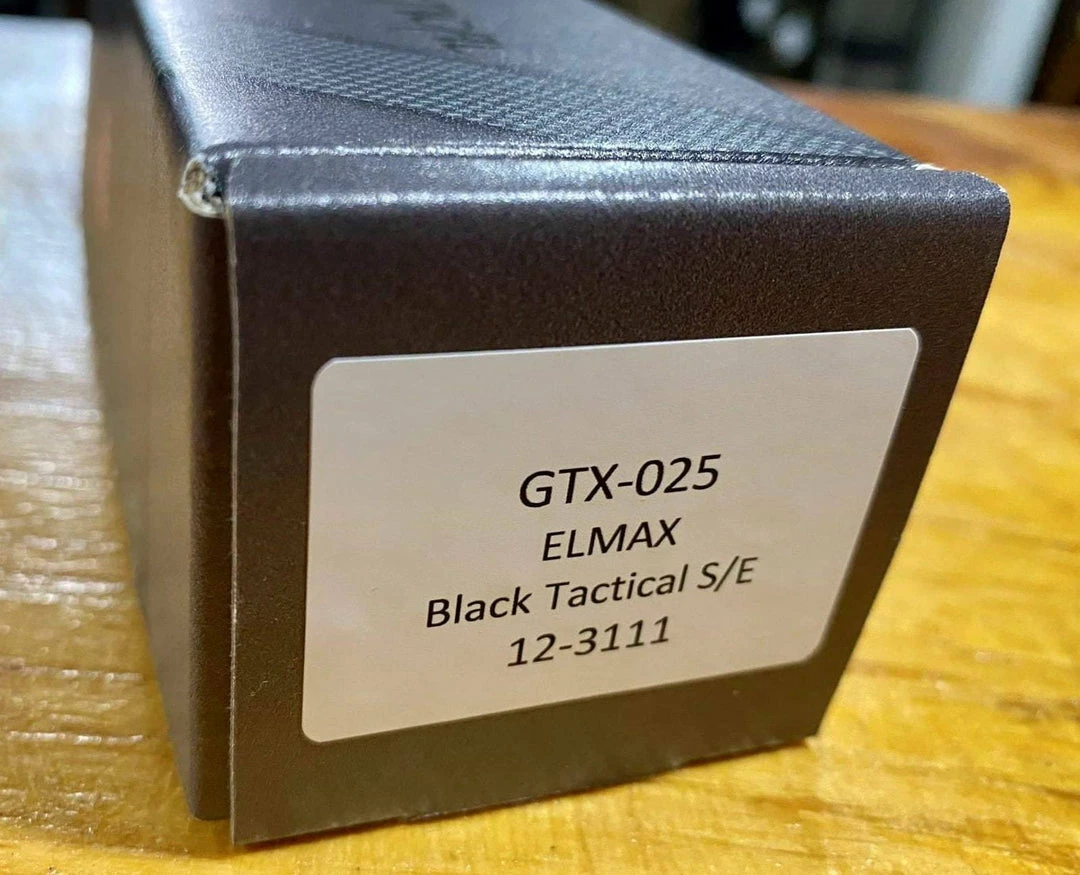 GTX-025
ELMAX
Black Tactical S/E
12-3111